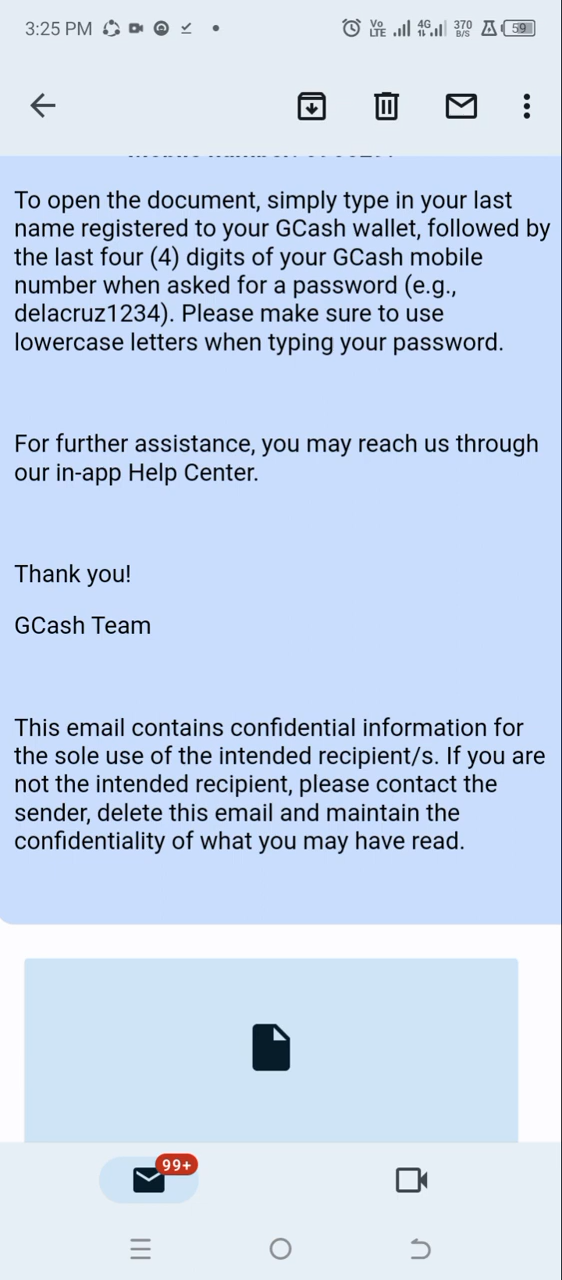 3:25 PM
Vo
LTE
4G
370
B/S
59
To open the document, simply type in your last
name registered to your GCash wallet, followed by
the last four (4) digits of your GCash mobile
number when asked for a password (e.g.,
delacruz1234). Please make sure to use
lowercase letters when typing your password.
For further assistance, you may reach us through
our in-app Help Center.
Thank you!
GCash Team
This email contains confidential information for
the sole use of the intended recipient/s. If you are
not the intended recipient, please contact the
sender, delete this email and maintain the
confidentiality of what you may have read.
99+